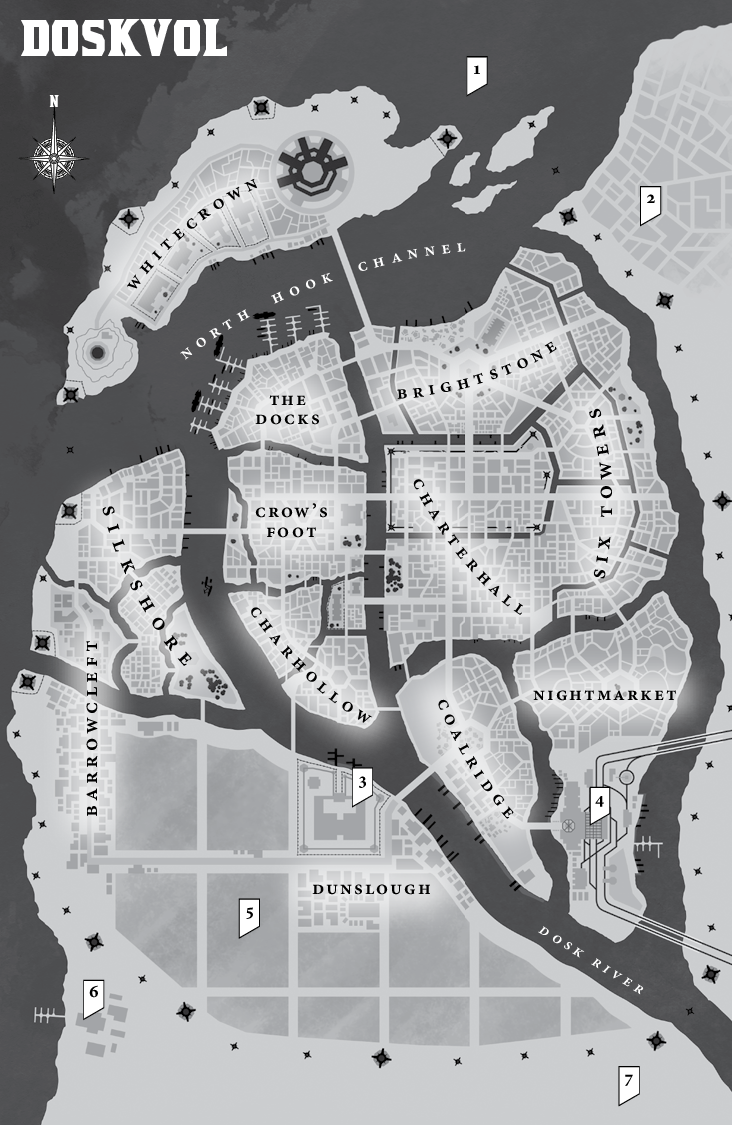 DOSKVOL
N
1
2
WHITECROWN
NORTH HOOK CHANNEL
BRIGHTSTONE
THE
DOCKS
SIX TOWERS
CROW'S
FOOT
CHARTERHALL
SILKSHORE
CHARHOLLOW
BARROWCLEFT
NIGHTMARKET
COALRIDGE
3
4
DUNSLOUGH
5
DOSK RIVER
6
7